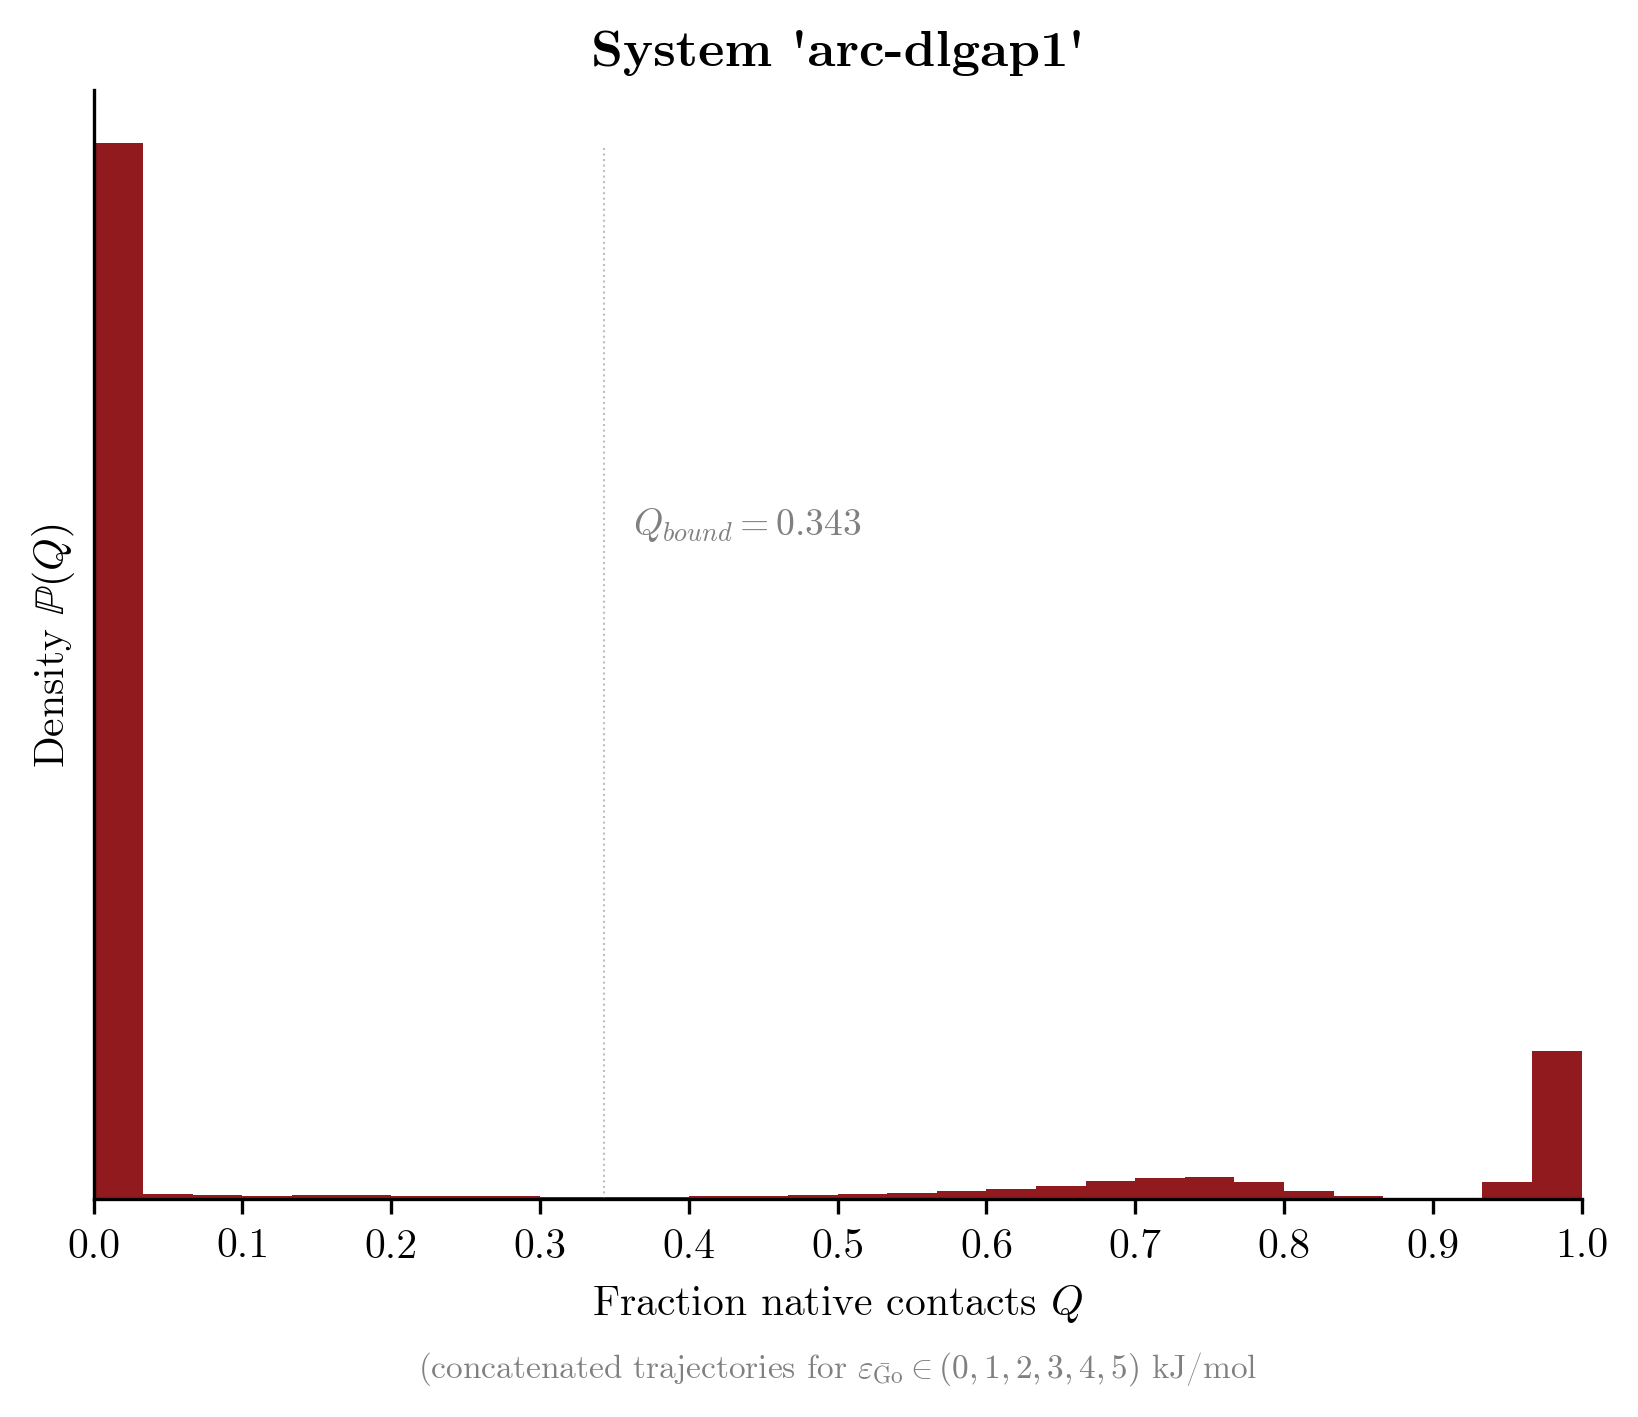 System 'arc-dlgap1'
Density ℙ(Q)
Q_bound = 0.343
0.0 0.1 0.2 0.3 0.4 0.5 0.6 0.7 0.8 0.9 1.0
Fraction native contacts Q
(concatenated trajectories for ε_Ḡo ∈ (0, 1, 2, 3, 4, 5) kJ/mol